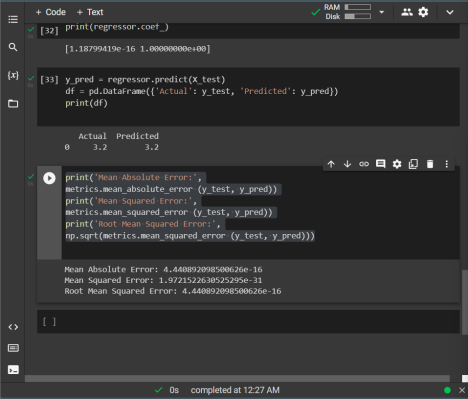 + Code + Text
RAM
Disk
[32] print(regressor.coef_)
[1.18799419e-16 1.00000000e+00]
[33] y_pred = regressor.predict(X_test)
df = pd.DataFrame({'Actual': y_test, 'Predicted': y_pred})
print(df)
Actual Predicted
0 3.2 3.2
print('Mean Absolute Error:',
metrics.mean_absolute_error (y_test, y_pred))
print('Mean Squared Error:',
metrics.mean_squared_error (y_test, y_pred))
print('Root Mean Squared Error:',
np.sqrt(metrics.mean_squared_error (y_test, y_pred)))
Mean Absolute Error: 4.440892098500626e-16
Mean Squared Error: 1.9721522630525295e-31
Root Mean Squared Error: 4.440892098500626e-16
[ ]
0s completed at 12:27 AM